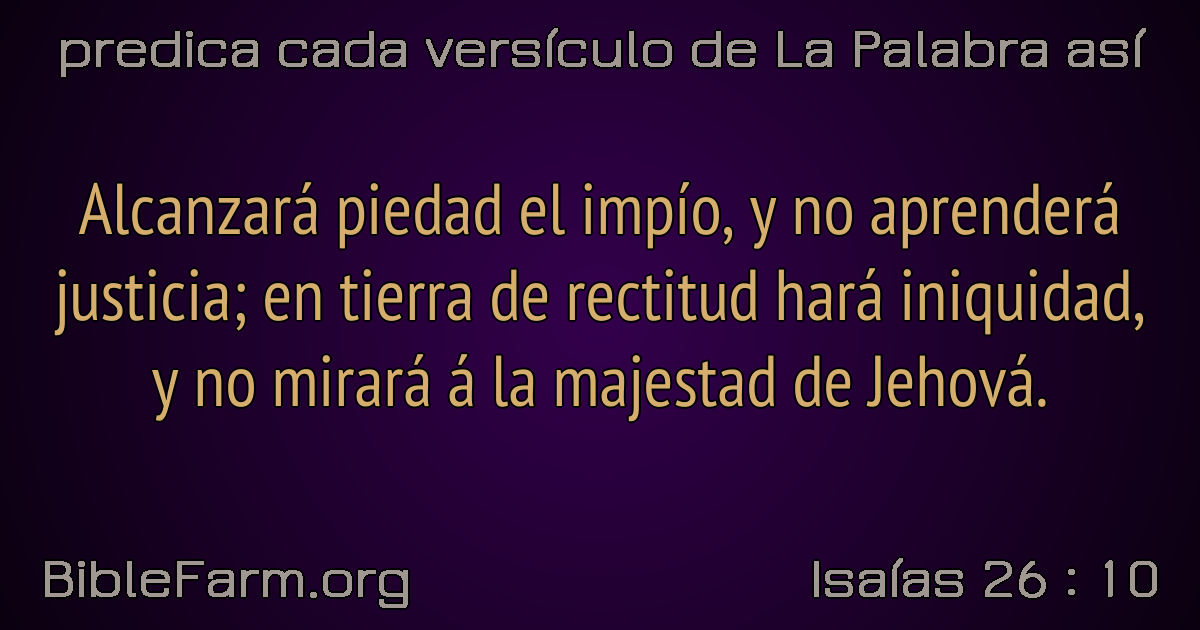 predica cada versículo de La Palabra así
Alcanzará piedad el impío, y no aprenderá
justicia; en tierra de rectitud hará iniquidad,
y no mirará á la majestad de Jehová.
BibleFarm.org
Isaías 26 : 10